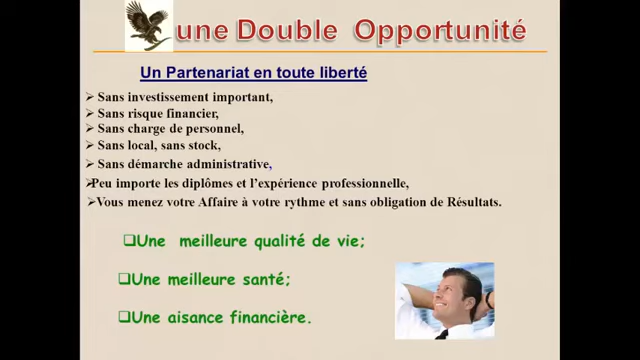 une Double Opportunité
Un Partenariat en toute liberté
Sans investissement important,
Sans risque financier,
Sans charge de personnel,
Sans local, sans stock,
Sans démarche administrative,
Peu importe les diplômes et l'expérience professionnelle,
Vous menez votre Affaire à votre rythme et sans obligation de Résultats.
Une meilleure qualité de vie;
Une meilleure santé;
Une aisance financière.